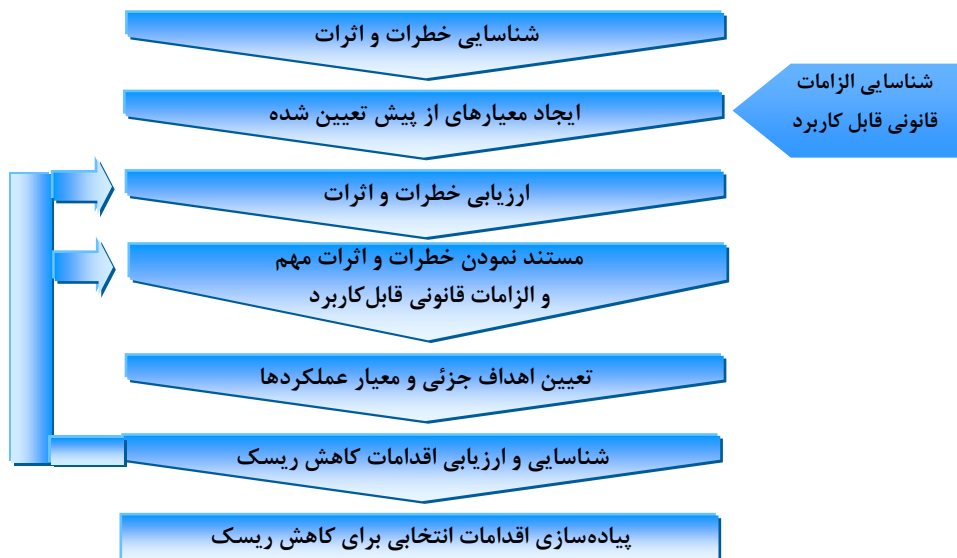 شناسایی خطرات و اثرات
شناسایی الزامات
قانونی قابل کاربرد
ایجاد معیارهای از پیش تعیین شده
ارزیابی خطرات و اثرات
مستند نمودن خطرات و اثرات مهم
و الزامات قانونی قابل‌کاربرد
تعیین اهداف جزئی و معیار عملکردها
شناسایی و ارزیابی اقدامات کاهش ریسک
پیاده‌سازی اقدامات انتخابی برای کاهش ریسک